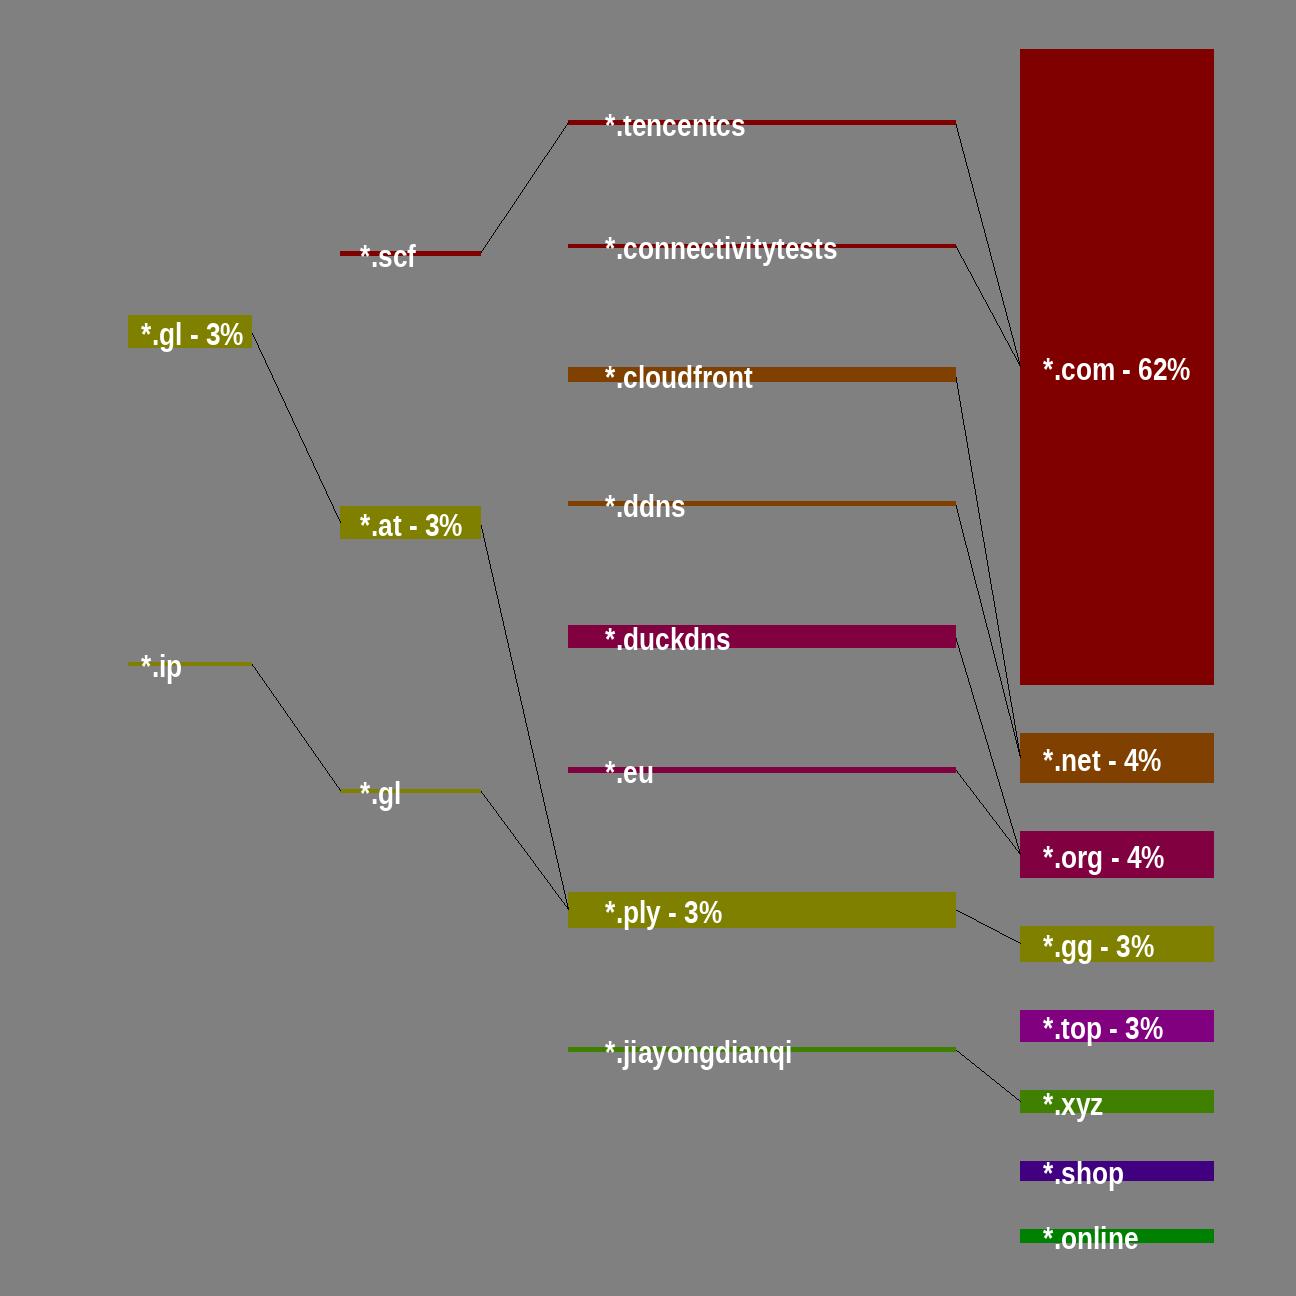 *.tencentcs
*.scf
*.connectivitytests
*.gl - 3%
*.com - 62%
*.cloudfront
*.at - 3%
*.ddns
*.duckdns
*.ip
*.net - 4%
*.eu
*.gl
*.org - 4%
*.ply - 3%
*.gg - 3%
*.top - 3%
*.jiayongdianqi
*.xyz
*.shop
*.online